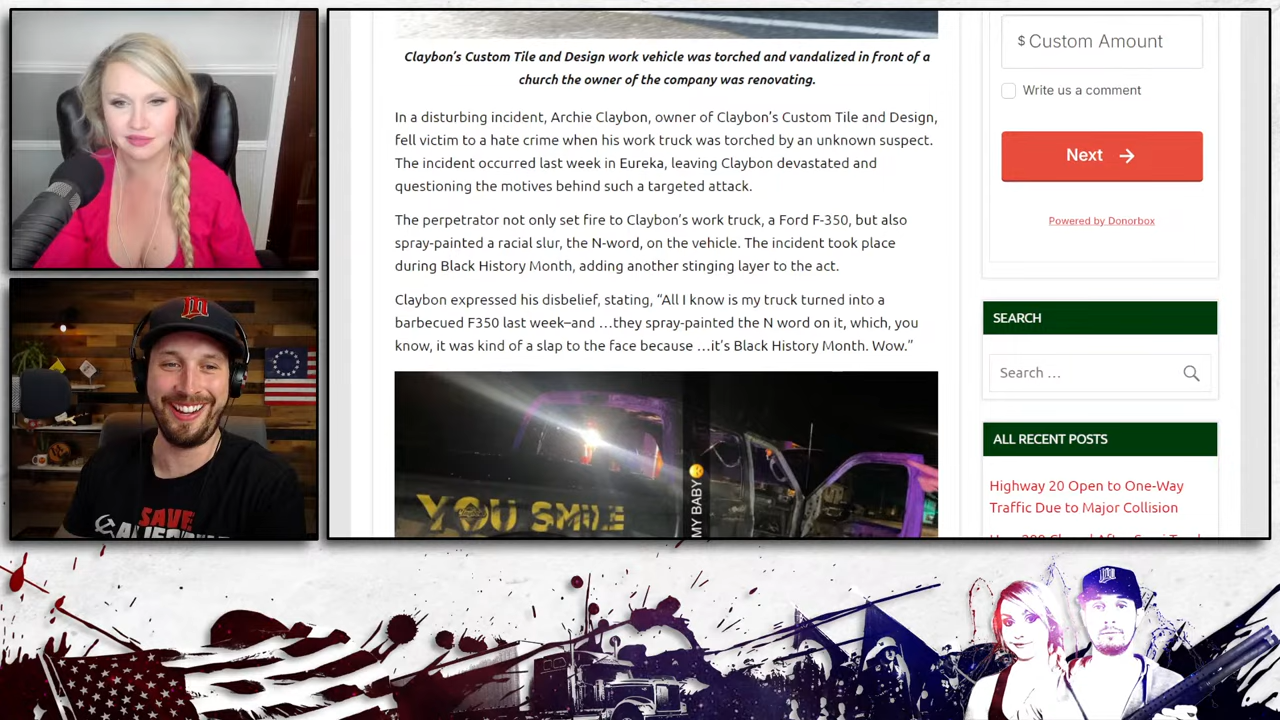 Claybon's Custom Tile and Design work vehicle was torched and vandalized in front of a
church the owner of the company was renovating.
In a disturbing incident, Archie Claybon, owner of Claybon's Custom Tile and Design,
fell victim to a hate crime when his work truck was torched by an unknown suspect.
The incident occurred last week in Eureka, leaving Claybon devastated and
questioning the motives behind such a targeted attack.
The perpetrator not only set fire to Claybon's work truck, a Ford F-350, but also
spray-painted a racial slur, the N-word, on the vehicle. The incident took place
during Black History Month, adding another stinging layer to the act.
Claybon expressed his disbelief, stating, “All I know is my truck turned into a
barbecued F350 last week–and …they spray-painted the N word on it, which, you
know, it was kind of a slap to the face because …it's Black History Month. Wow.”
YOU SMILE
MY BABY
$ Custom Amount
Write us a comment
Next →
Powered by Donorbox
SEARCH
Search …
ALL RECENT POSTS
Highway 20 Open to One-Way
Traffic Due to Major Collision
SAVE